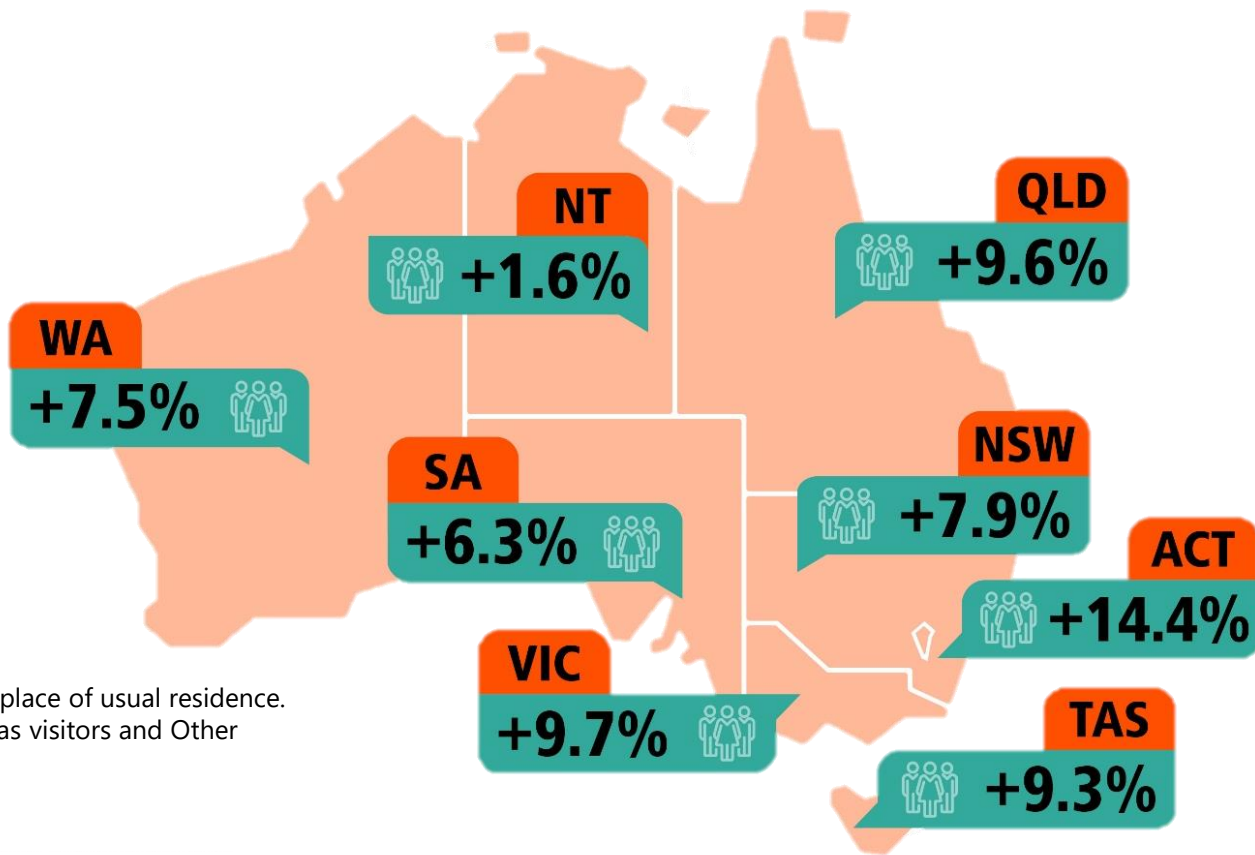 QLD
+9.6%
NT
+1.6%
WA
+7.5%
NSW
+7.9%
SA
+6.3%
ACT
+14.4%
VIC
+9.7%
place of usual residence.
as visitors and Other
TAS
+9.3%